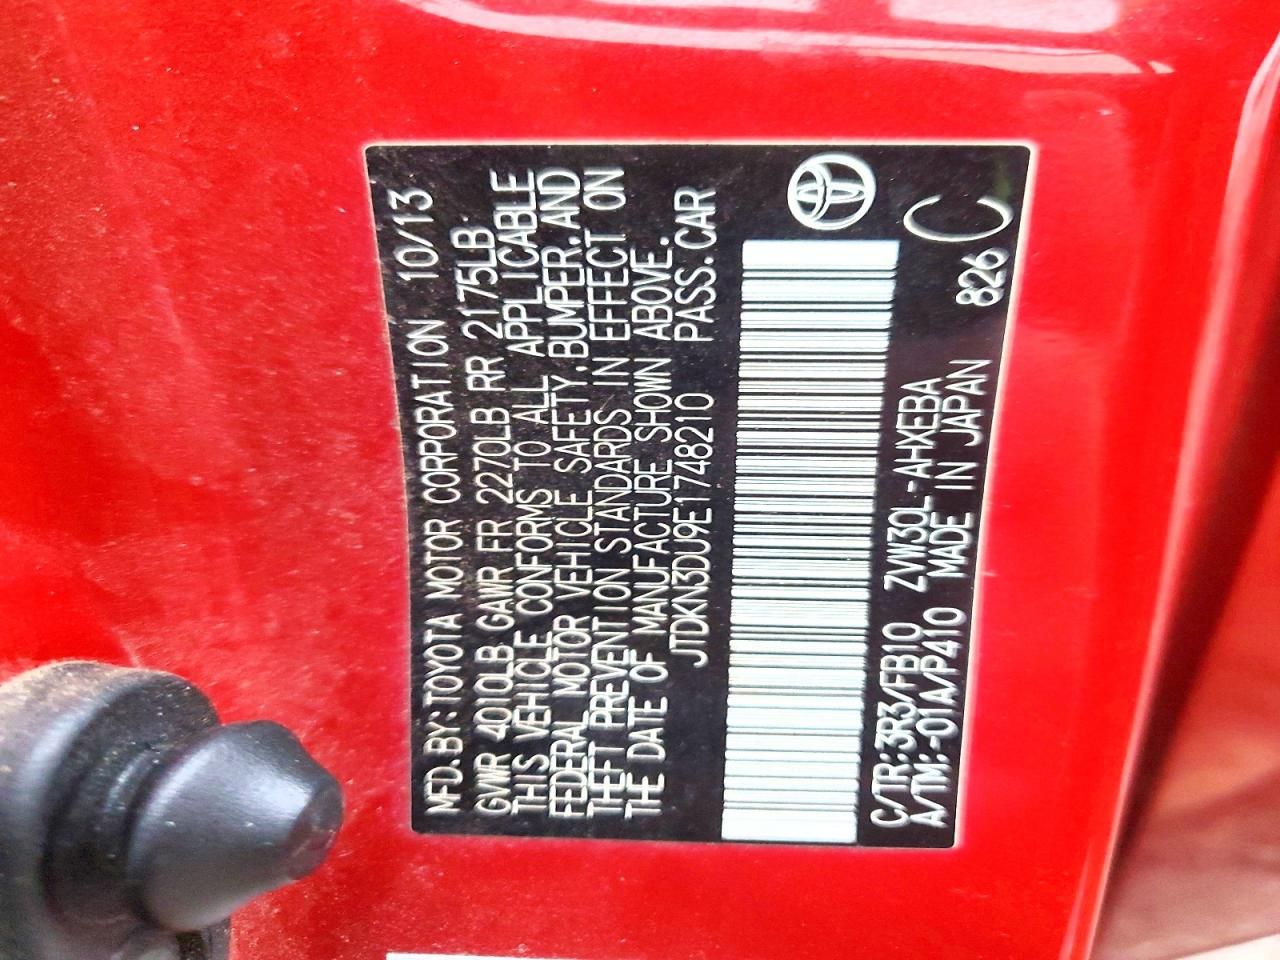 MFD.BY:TOYOTA MOTOR CORPORATION 10/13
GVWR 4010LB GAWR FR 2270LB RR 2175LB
THIS VEHICLE CONFORMS TO ALL APPLICABLE
FEDERAL MOTOR VEHICLE SAFETY,BUMPER,AND
THEFT PREVENTION STANDARDS IN EFFECT ON
THE DATE OF MANUFACTURE SHOWN ABOVE.
JTDKN3DU9E1748210 PASS.CAR
C/TR:3R3/FB10 ZVW30L-AHXEBA
A/TM:-01A/P410 MADE IN JAPAN
826
C